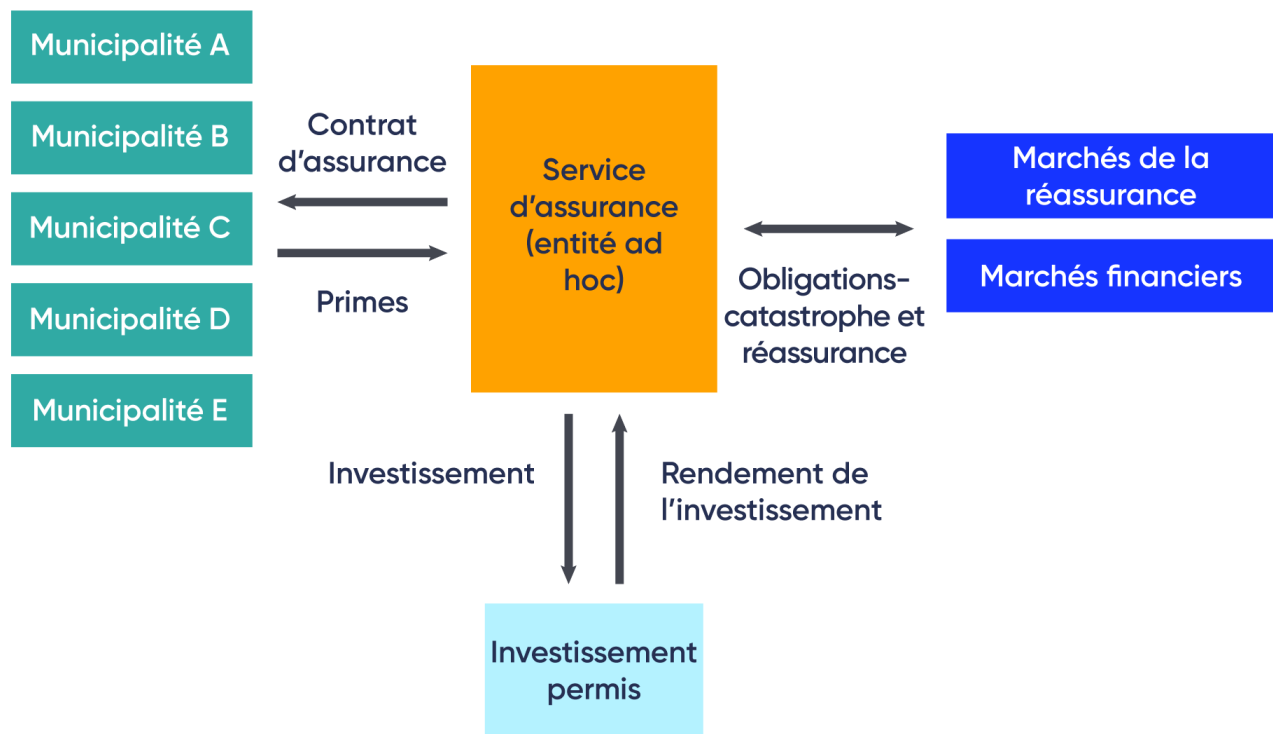 Municipalité A
Municipalité B
Municipalité C
Municipalité D
Municipalité E
Contrat
d’assurance
Primes
Service
d’assurance
(entité ad
hoc)
Obligations-
catastrophe et
réassurance
Marchés de la
réassurance
Marchés financiers
Investissement
Rendement de
l’investissement
Investissement
permis